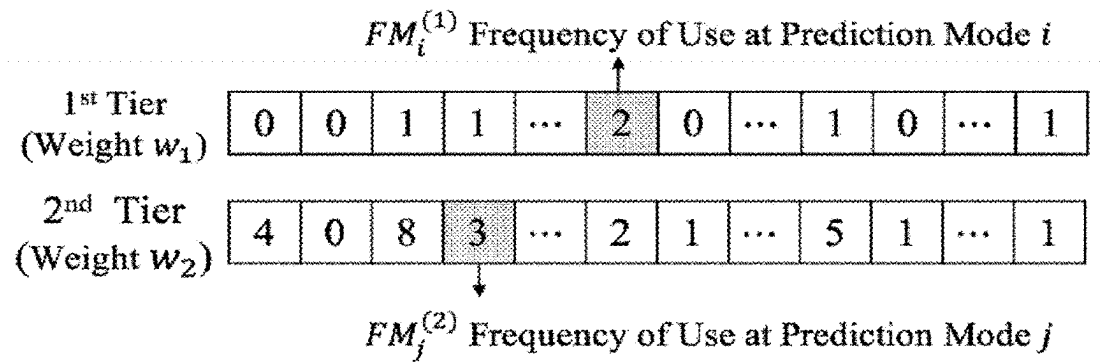 FM_i^(1) Frequency of Use at Prediction Mode i
1st Tier
(Weight w₁)
0 0 1 1 ··· 2 0 ··· 1 0 ··· 1
2nd Tier
(Weight w₂)
4 0 8 3 ··· 2 1 ··· 5 1 ··· 1
FM_j^(2) Frequency of Use at Prediction Mode j